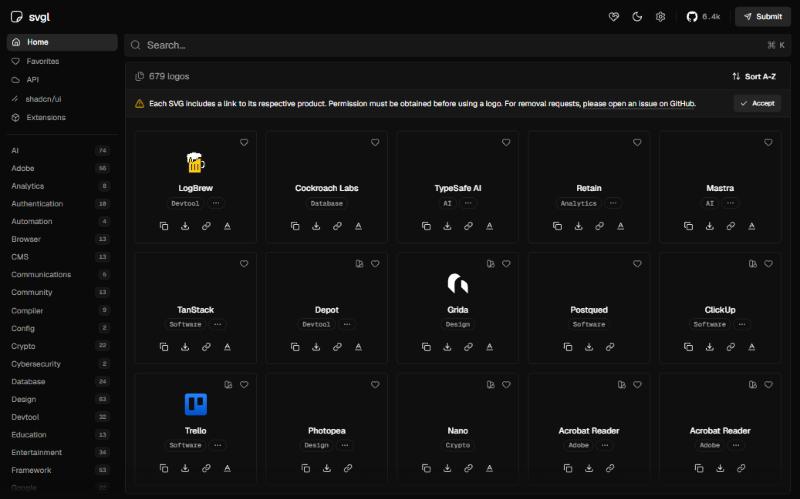 svgl
6.4k
Submit
Home
Favorites
API
shadcn/ui
Extensions
AI 74
Adobe 56
Analytics 8
Authentication 10
Automation 4
Browser 13
CMS 13
Communications 6
Community 13
Compiler 9
Config 2
Crypto 22
Cybersecurity 2
Database 24
Design 63
Devtool 32
Education 13
Entertainment 34
Framework 53
Google
Search...
⌘ K
679 logos
Sort A-Z
Each SVG includes a link to its respective product. Permission must be obtained before using a logo. For removal requests, please open an issue on GitHub.
Accept
LogBrew
Devtool ...
Cockroach Labs
Database
TypeSafe AI
AI ...
Retain
Analytics ...
Mastra
AI ...
TanStack
Software ...
Depot
Devtool ...
Grida
Design
Postqued
Software
ClickUp
Software ...
Trello
Software ...
Photopea
Design ...
Nano
Crypto
Acrobat Reader
Adobe ...
Acrobat Reader
Adobe ...